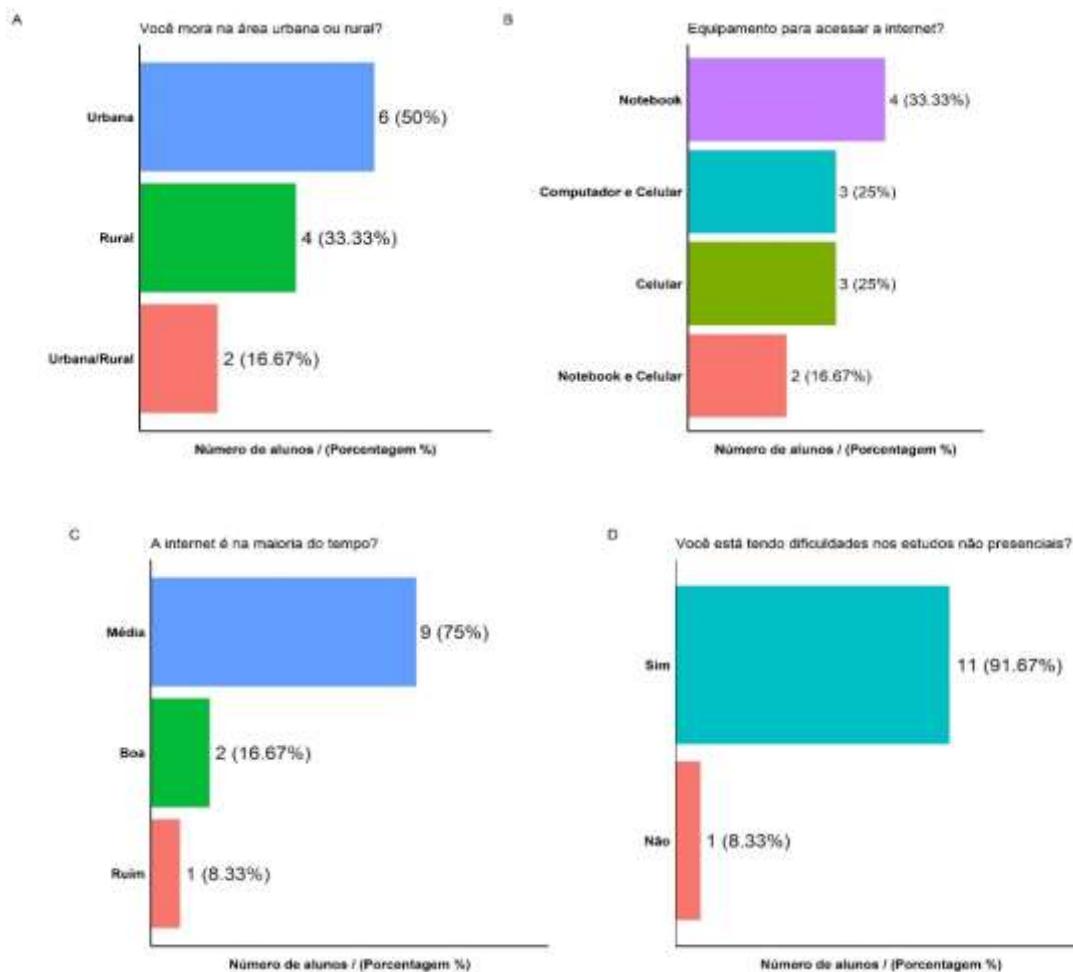 A
Você mora na área urbana ou rural?
Urbana
6 (50%)
Rural
4 (33.33%)
Urbana/Rural
2 (16.67%)
Número de alunos / (Porcentagem %)
B
Equipamento para acessar a internet?
Notebook
4 (33.33%)
Computador e Celular
3 (25%)
Celular
3 (25%)
Notebook e Celular
2 (16.67%)
Número de alunos / (Porcentagem %)
C
A internet é na maioria do tempo?
Média
9 (75%)
Boa
2 (16.67%)
Ruim
1 (8.33%)
Número de alunos / (Porcentagem %)
D
Você está tendo dificuldades nos estudos não presenciais?
Sim
11 (91.67%)
Não
1 (8.33%)
Número de alunos / (Porcentagem %)